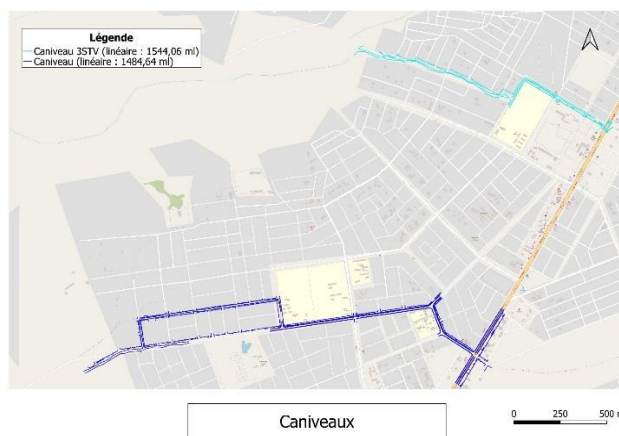 Légende
Caniveau 3STV (linéaire : 1544,06 ml)
Caniveau (linéaire : 1484,64 ml)
Caniveaux
0 250 500 m